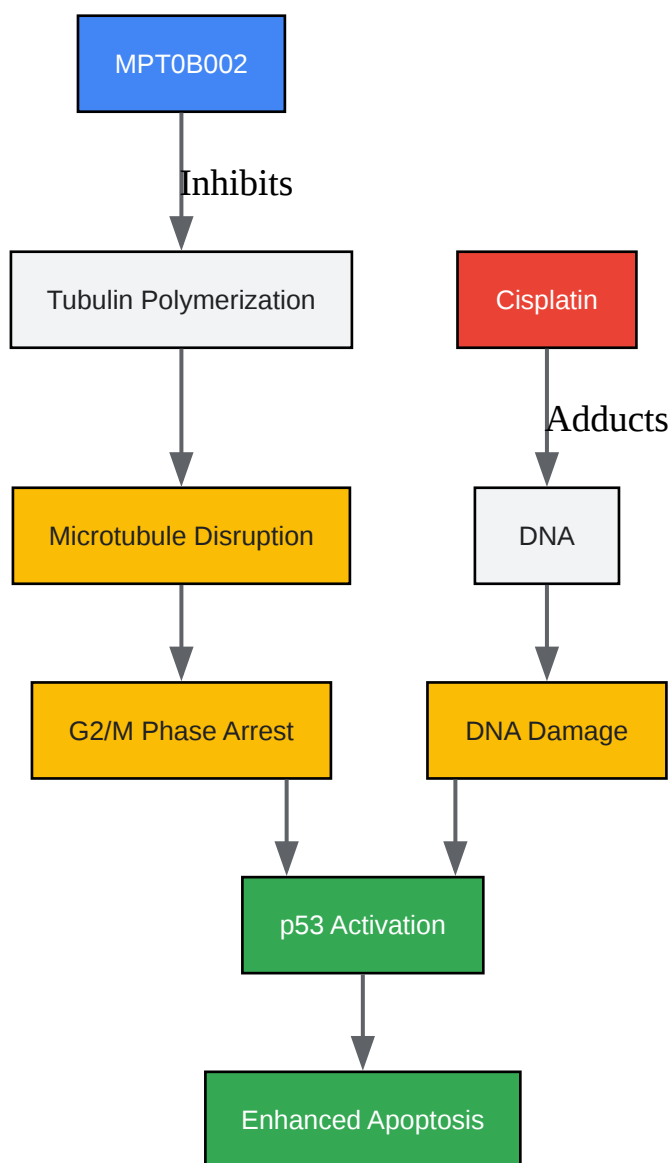 MPT0B002
Inhibits
Tubulin Polymerization
Cisplatin
Adducts
Microtubule Disruption
DNA
G2/M Phase Arrest
DNA Damage
p53 Activation
Enhanced Apoptosis